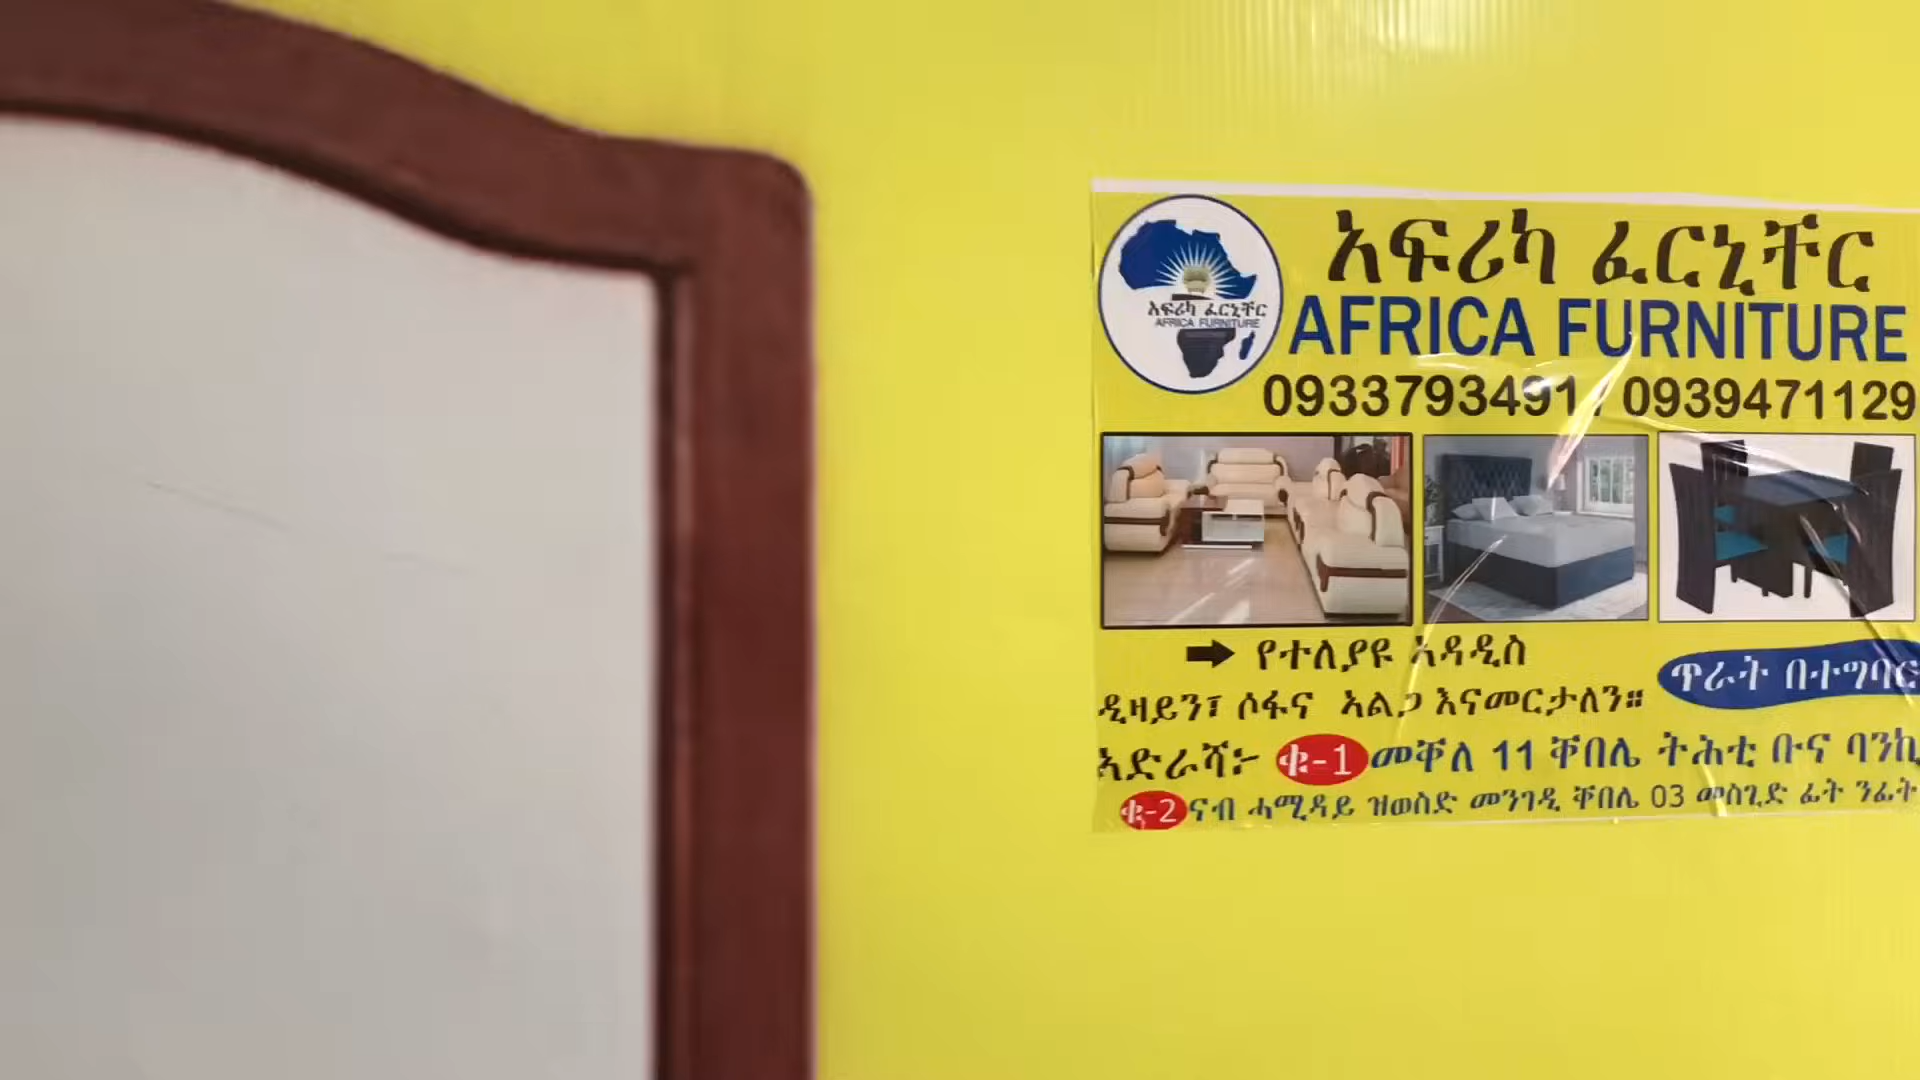 አፍሪካ ፈርኒቸር
AFRICA FURNITURE
አፍሪካ ፈርኒቸር
AFRICA FURNITURE
0933793491 / 0939471129
የተለያዩ ኣዳዲስ
ዲዛይን፣ ሶፋና ኣልጋ እናመርታለን።
ጥራት በተግባር
ኣድራሻ፦ ቁ-1 መቐለ 11 ቐበሌ ትሕቲ ቡና ባንኪ
ቁ-2 ናብ ሓሚዳይ ዝወስድ መንገዲ ቐበሌ 03 መስጊድ ፊት ንፊት